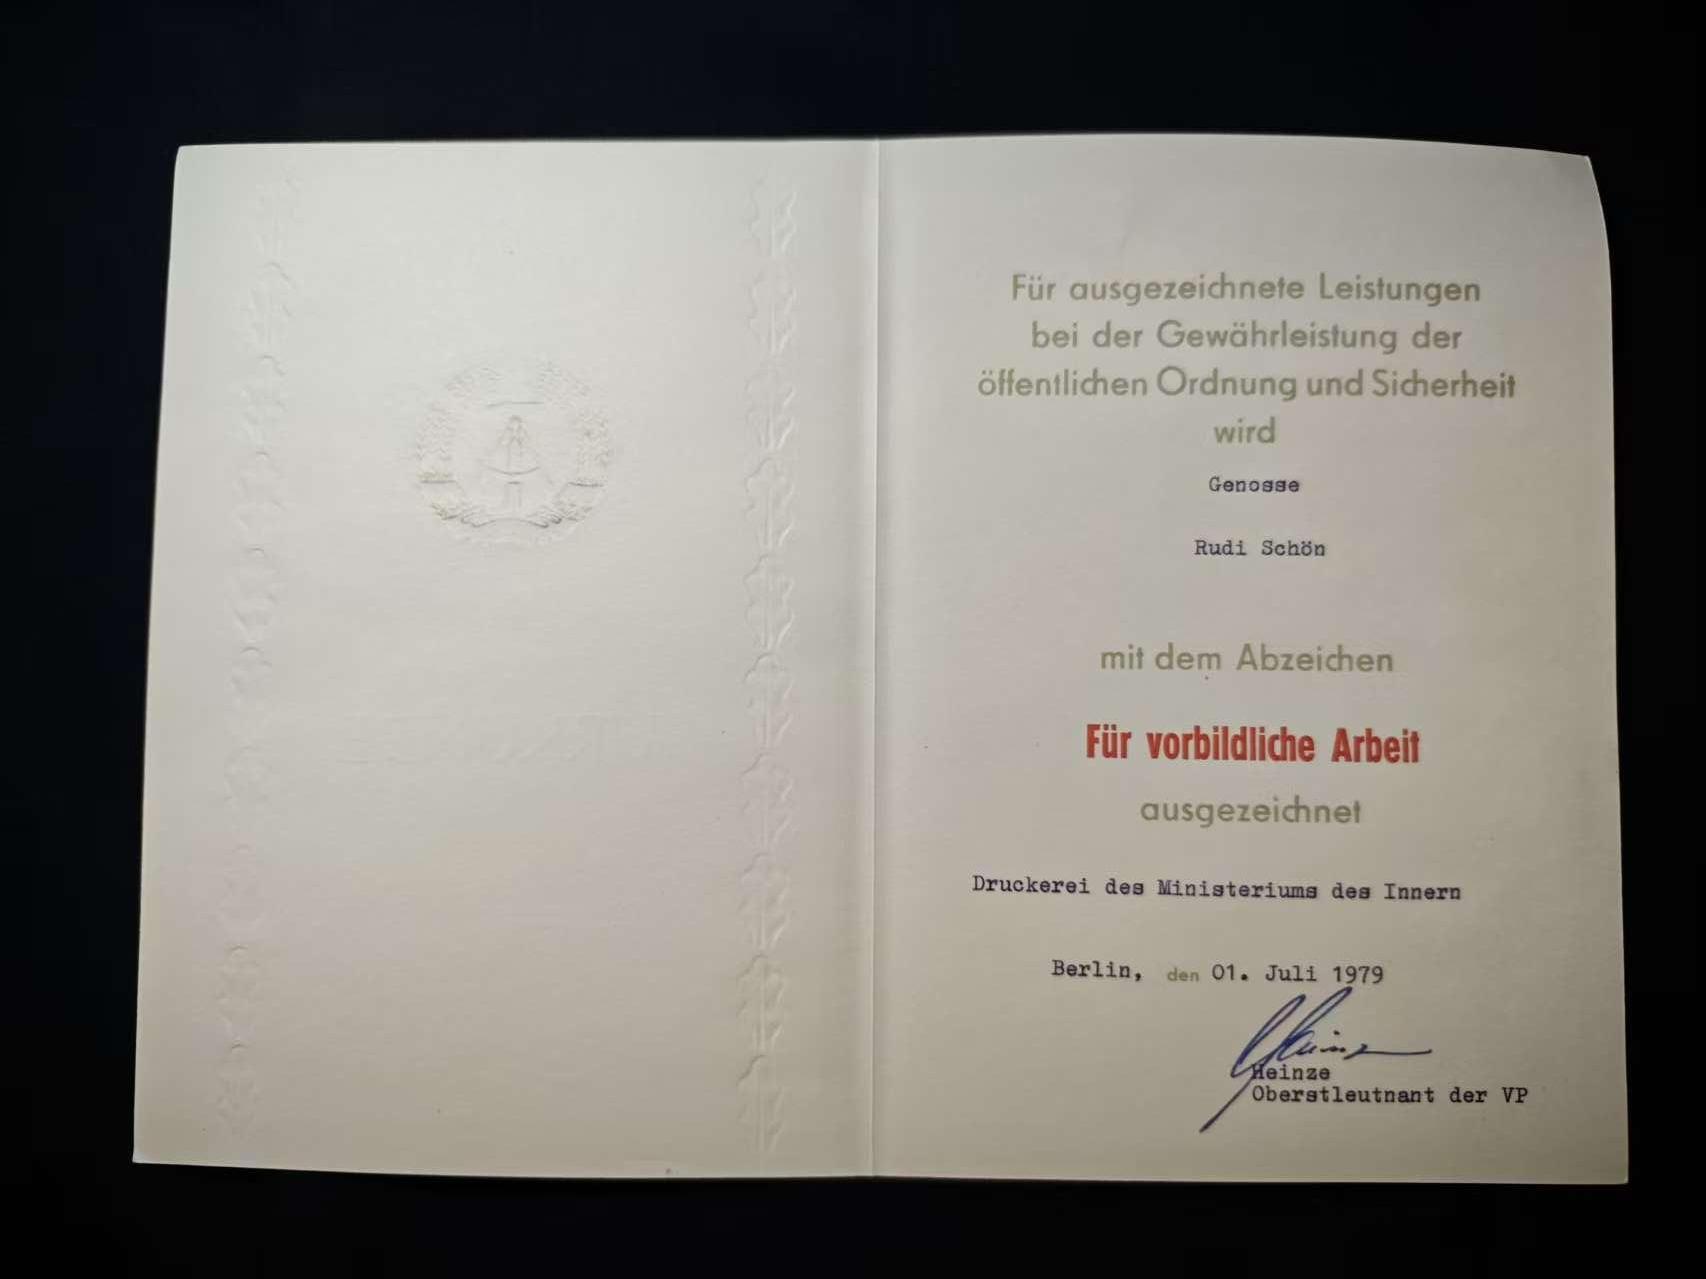 Für ausgezeichnete Leistungen
bei der Gewährleistung der
öffentlichen Ordnung und Sicherheit
wird
Genosse
Rudi Schön
mit dem Abzeichen
Für vorbildliche Arbeit
ausgezeichnet
Druckerei des Ministeriums des Innern
Berlin, den 01. Juli 1979
Heinze
Heinze
Oberstleutnant der VP